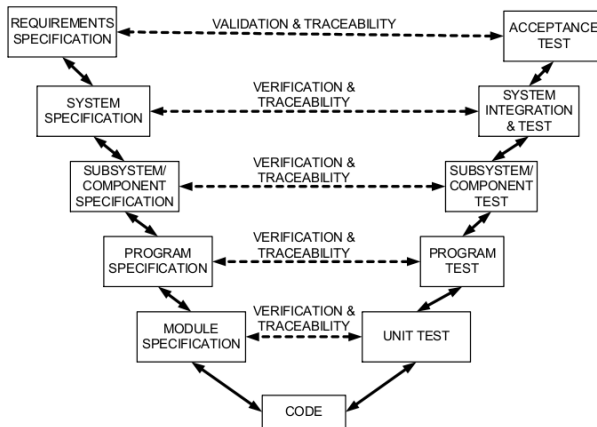 REQUIREMENTS
SPECIFICATION
VALIDATION & TRACEABILITY
ACCEPTANCE
TEST
SYSTEM
SPECIFICATION
VERIFICATION &
TRACEABILITY
SYSTEM
INTEGRATION
& TEST
SUBSYSTEM/
COMPONENT
SPECIFICATION
VERIFICATION &
TRACEABILITY
SUBSYSTEM/
COMPONENT
TEST
PROGRAM
SPECIFICATION
VERIFICATION &
TRACEABILITY
PROGRAM
TEST
MODULE
SPECIFICATION
VERIFICATION &
TRACEABILITY
UNIT TEST
CODE